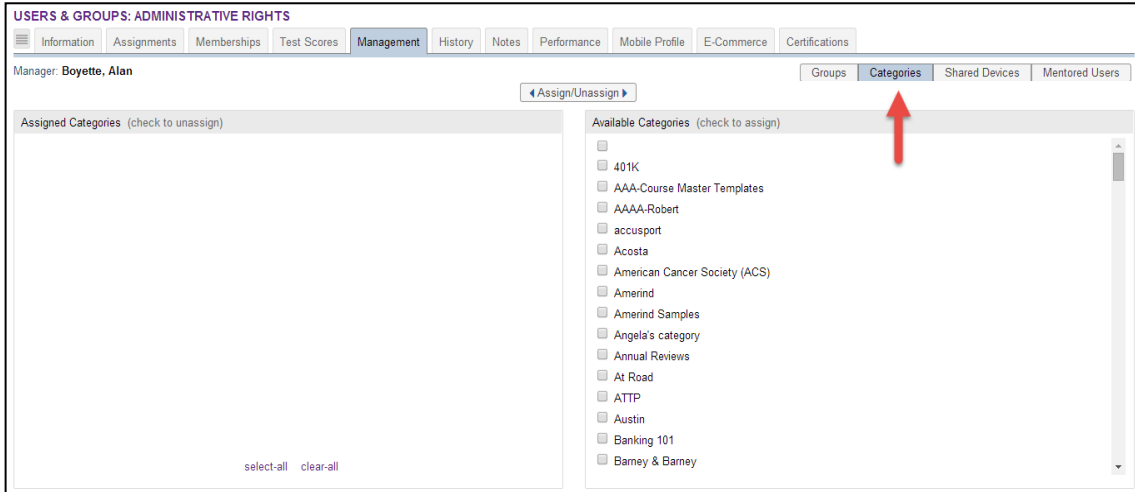 USERS & GROUPS: ADMINISTRATIVE RIGHTS
Information Assignments Memberships Test Scores Management History Notes Performance Mobile Profile E-Commerce Certifications
Manager: Boyette, Alan
Groups Categories Shared Devices Mentored Users
Assign/Unassign
Assigned Categories (check to unassign)
select-all clear-all
Available Categories (check to assign)
401K
AAA-Course Master Templates
AAAA-Robert
accusport
Acosta
American Cancer Society (ACS)
Amerind
Amerind Samples
Angela's category
Annual Reviews
At Road
ATTP
Austin
Banking 101
Barney & Barney